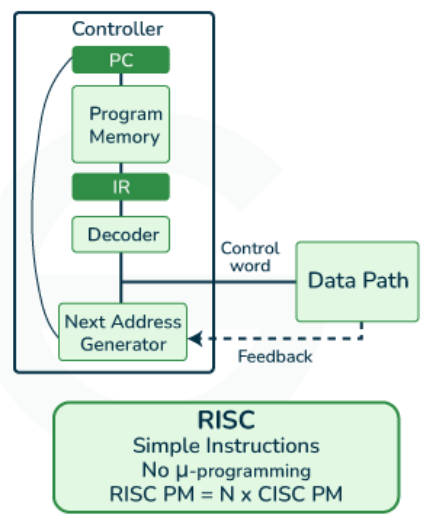 Controller
PC
Program
Memory
IR
Decoder
Control
word
Data Path
Next Address
Generator
Feedback
RISC
Simple Instructions
No μ-programming
RISC PM = N x CISC PM